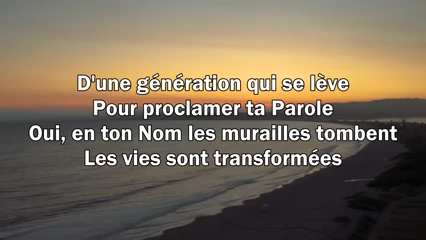 D'une génération qui se lève
Pour proclamer ta Parole
Oui, en ton Nom les murailles tombent
Les vies sont transformées